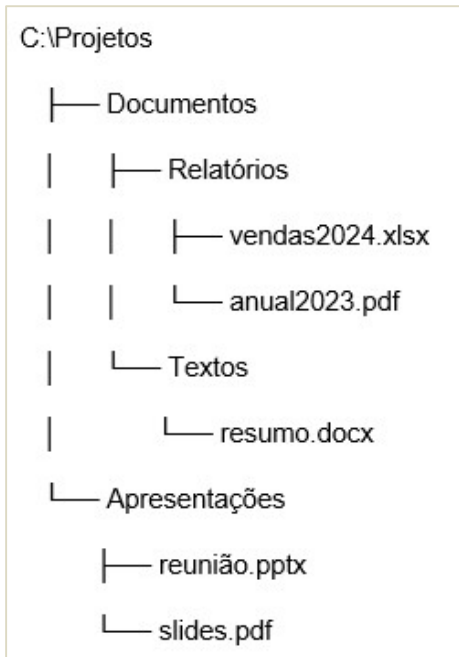 C:\Projetos
├── Documentos
│ ├── Relatórios
│ │ ├── vendas2024.xlsx
│ │ └── anual2023.pdf
│ └── Textos
│ └── resumo.docx
└── Apresentações
├── reunião.pptx
└── slides.pdf